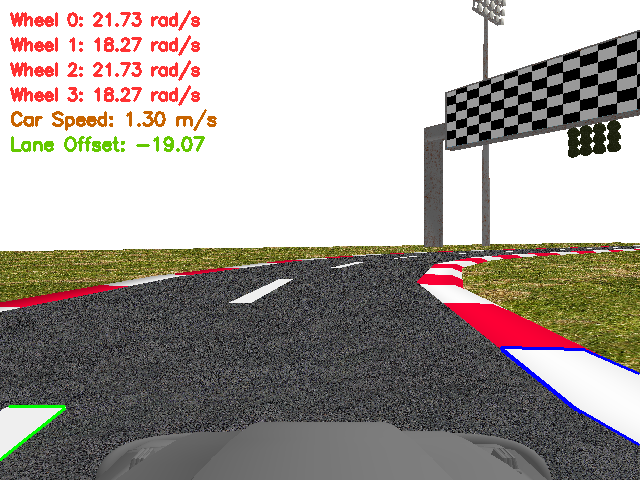 Wheel 0: 21.73 rad/s
Wheel 1: 18.27 rad/s
Wheel 2: 21.73 rad/s
Wheel 3: 18.27 rad/s
Car Speed: 1.30 m/s
Lane Offset: -19.07